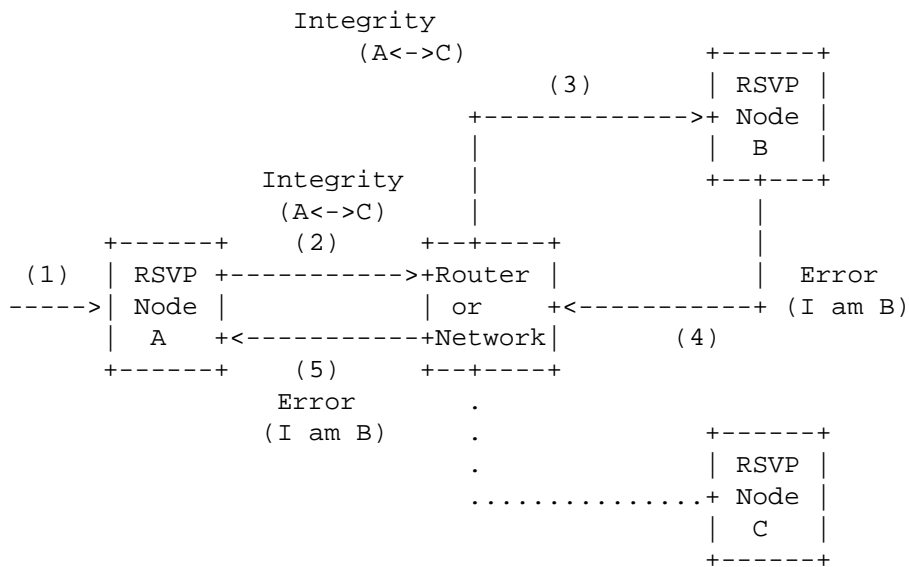 Integrity
(A<->C)                 +------+
(3)       | RSVP |
+------------->+ Node |
|              |  B   |
Integrity    |              +--+---+
(A<->C)     |                 |
+------+    (2)     +--+----+            |
(1)  | RSVP +----------->+Router |            |  Error
----->| Node |            | or    +<-----------+ (I am B)
|  A   +<-----------+Network|    (4)
+------+    (5)     +--+----+
Error       .
(I am B)    .              +------+
.              | RSVP |
...............+ Node |
|  C   |
+------+